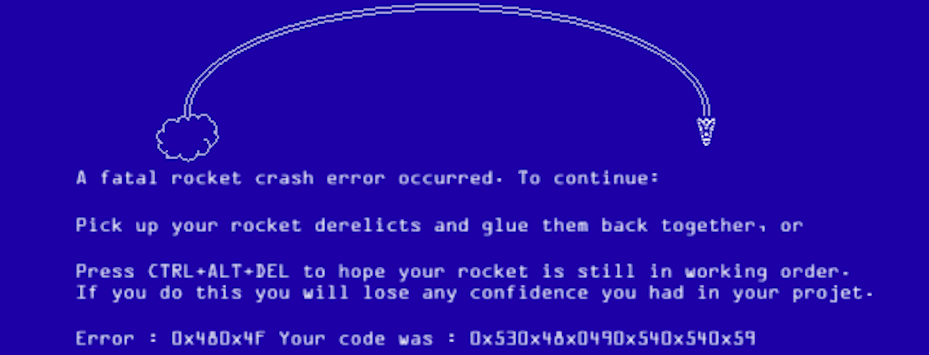 A fatal rocket crash error occurred. To continue:
Pick up your rocket derelicts and glue them back together, or
Press CTRL+ALT+DEL to hope your rocket is still in working order.
If you do this you will lose any confidence you had in your projet.
Error : 0x480x4F Your code was : 0x530x48x0490x540x540x59